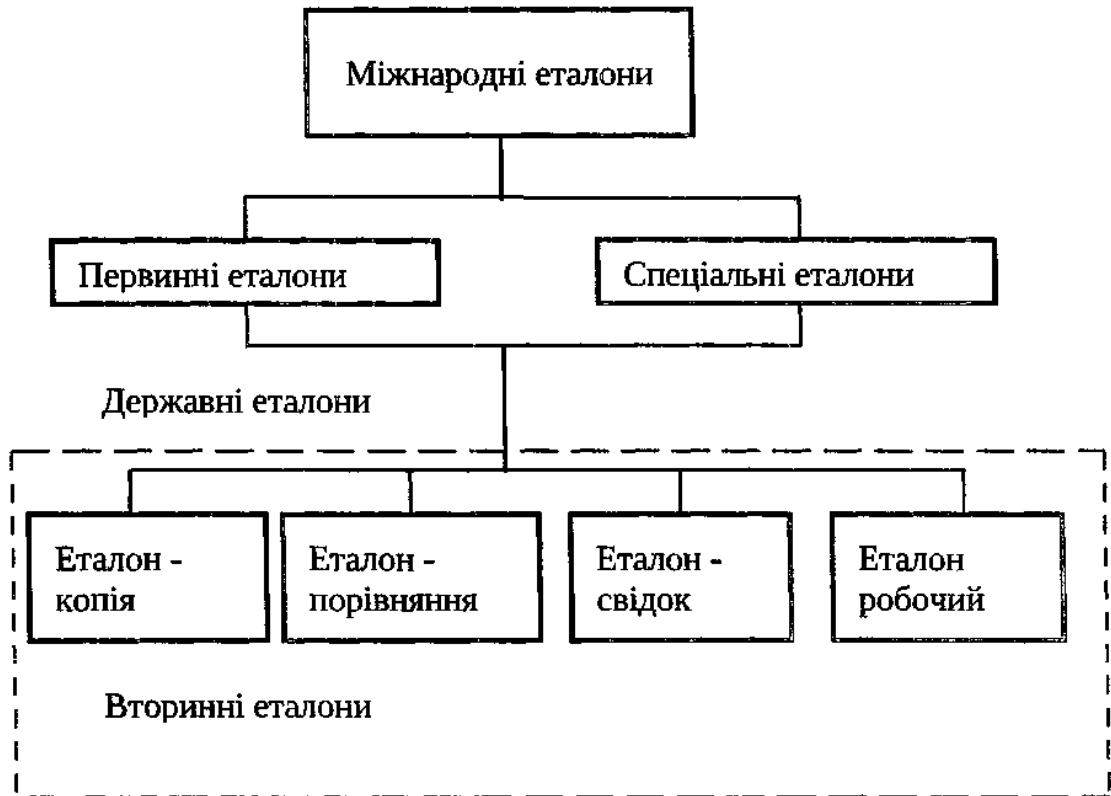 Міжнародні еталони
Первинні еталони
Спеціальні еталони
Державні еталони
Еталон -
копія
Еталон -
порівняння
Еталон -
свідок
Еталон
робочий
Вторинні еталони